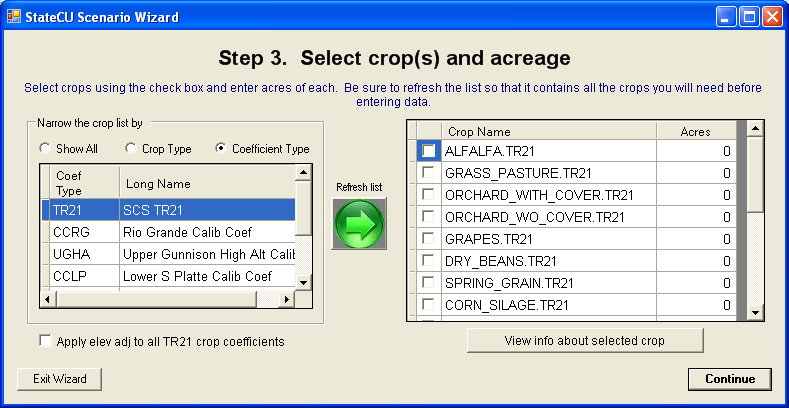 StateCU Scenario Wizard
Step 3.  Select crop(s) and acreage
Select crops using the check box and enter acres of each.  Be sure to refresh the list so that it contains all the crops you will need before
entering data.
Narrow the crop list by
Show All
Crop Type
Coefficient Type
Coef Type
Long Name
TR21
SCS TR21
CCRG
Rio Grande Calib Coef
UGHA
Upper Gunnison High Alt Calib
CCLP
Lower S Platte Calib Coef
Apply elev adj to all TR21 crop coefficients
Refresh list
Crop Name
Acres
ALFALFA.TR21
0
GRASS_PASTURE.TR21
0
ORCHARD_WITH_COVER.TR21
0
ORCHARD_WO_COVER.TR21
0
GRAPES.TR21
0
DRY_BEANS.TR21
0
SPRING_GRAIN.TR21
0
CORN_SILAGE.TR21
0
View info about selected crop
Exit Wizard
Continue